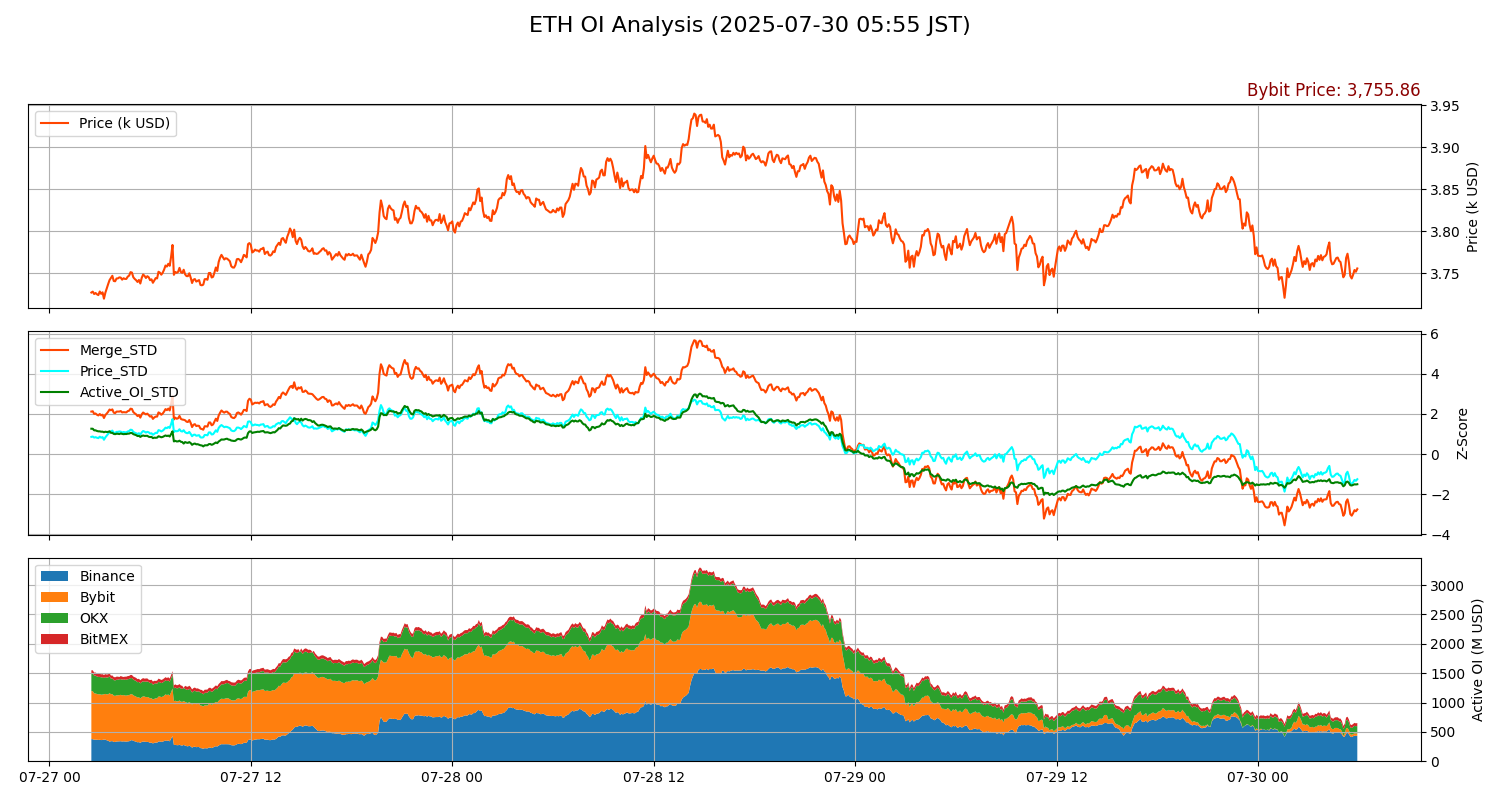 ETH OI Analysis (2025-07-30 05:55 JST)
Bybit Price: 3,755.86
Price (k USD)
3.95
3.90
3.85
3.80
3.75
Price (k USD)
Merge_STD
Price_STD
Active_OI_STD
6
4
2
0
−2
−4
Z-Score
Binance
Bybit
OKX
BitMEX
3000
2500
2000
1500
1000
500
0
Active OI (M USD)
07-27 00
07-27 12
07-28 00
07-28 12
07-29 00
07-29 12
07-30 00